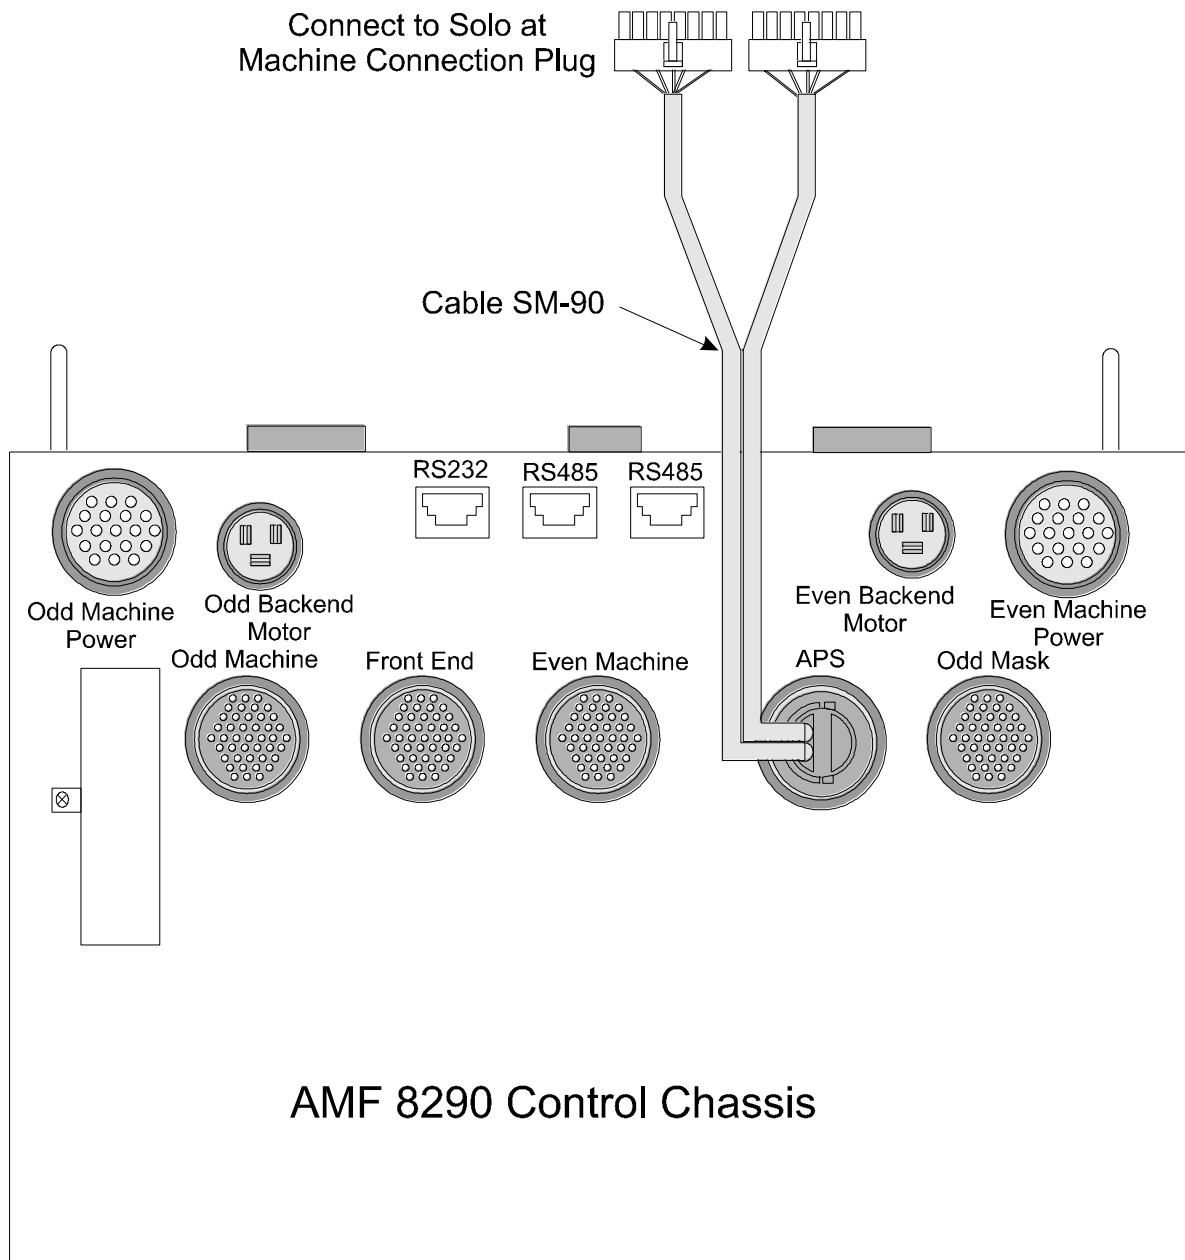 Connect to Solo at
Machine Connection Plug
Cable SM-90
RS232
RS485
RS485
Odd Machine
Power
Odd Backend
Motor
Even Backend
Motor
Even Machine
Power
Odd Machine
Front End
Even Machine
APS
Odd Mask
AMF 8290 Control Chassis